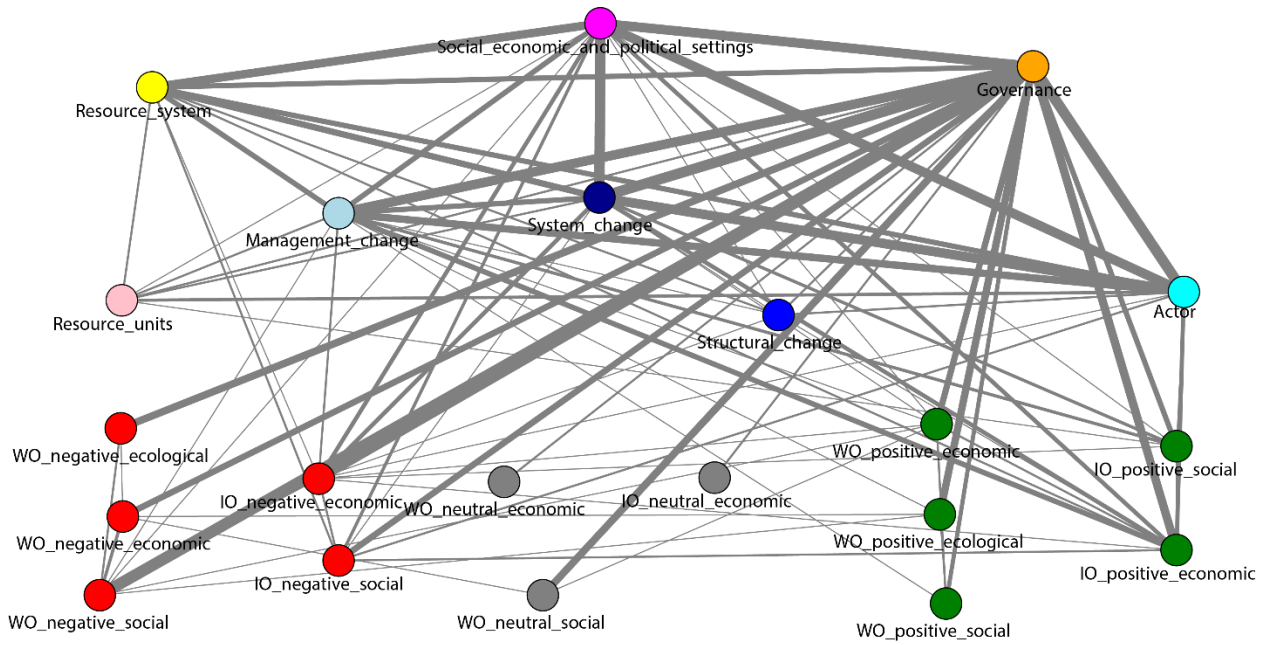 Social_economic_and_political_settings
Governance
Resource_system
System_change
Management_change
Resource_units
Actor
Structural_change
WO_negative_ecological
WO_positive_economic
IO_positive_social
IO_negative_economic
WO_neutral_economic
IO_neutral_economic
WO_negative_economic
WO_positive_ecological
IO_positive_economic
IO_negative_social
WO_negative_social
WO_neutral_social
WO_positive_social